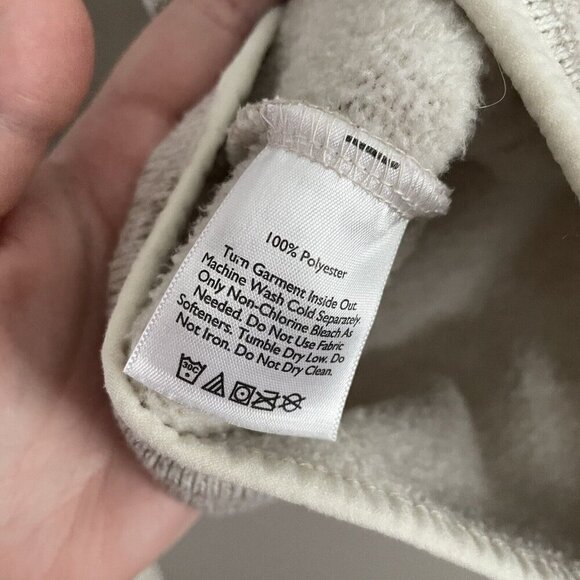 100% Polyester
Turn Garment Inside Out.
Machine Wash Cold Separately.
Only Non-Chlorine Bleach As
Needed. Do Not Use Fabric
Softeners. Tumble Dry Low. Do
Not Iron. Do Not Dry Clean.
30C